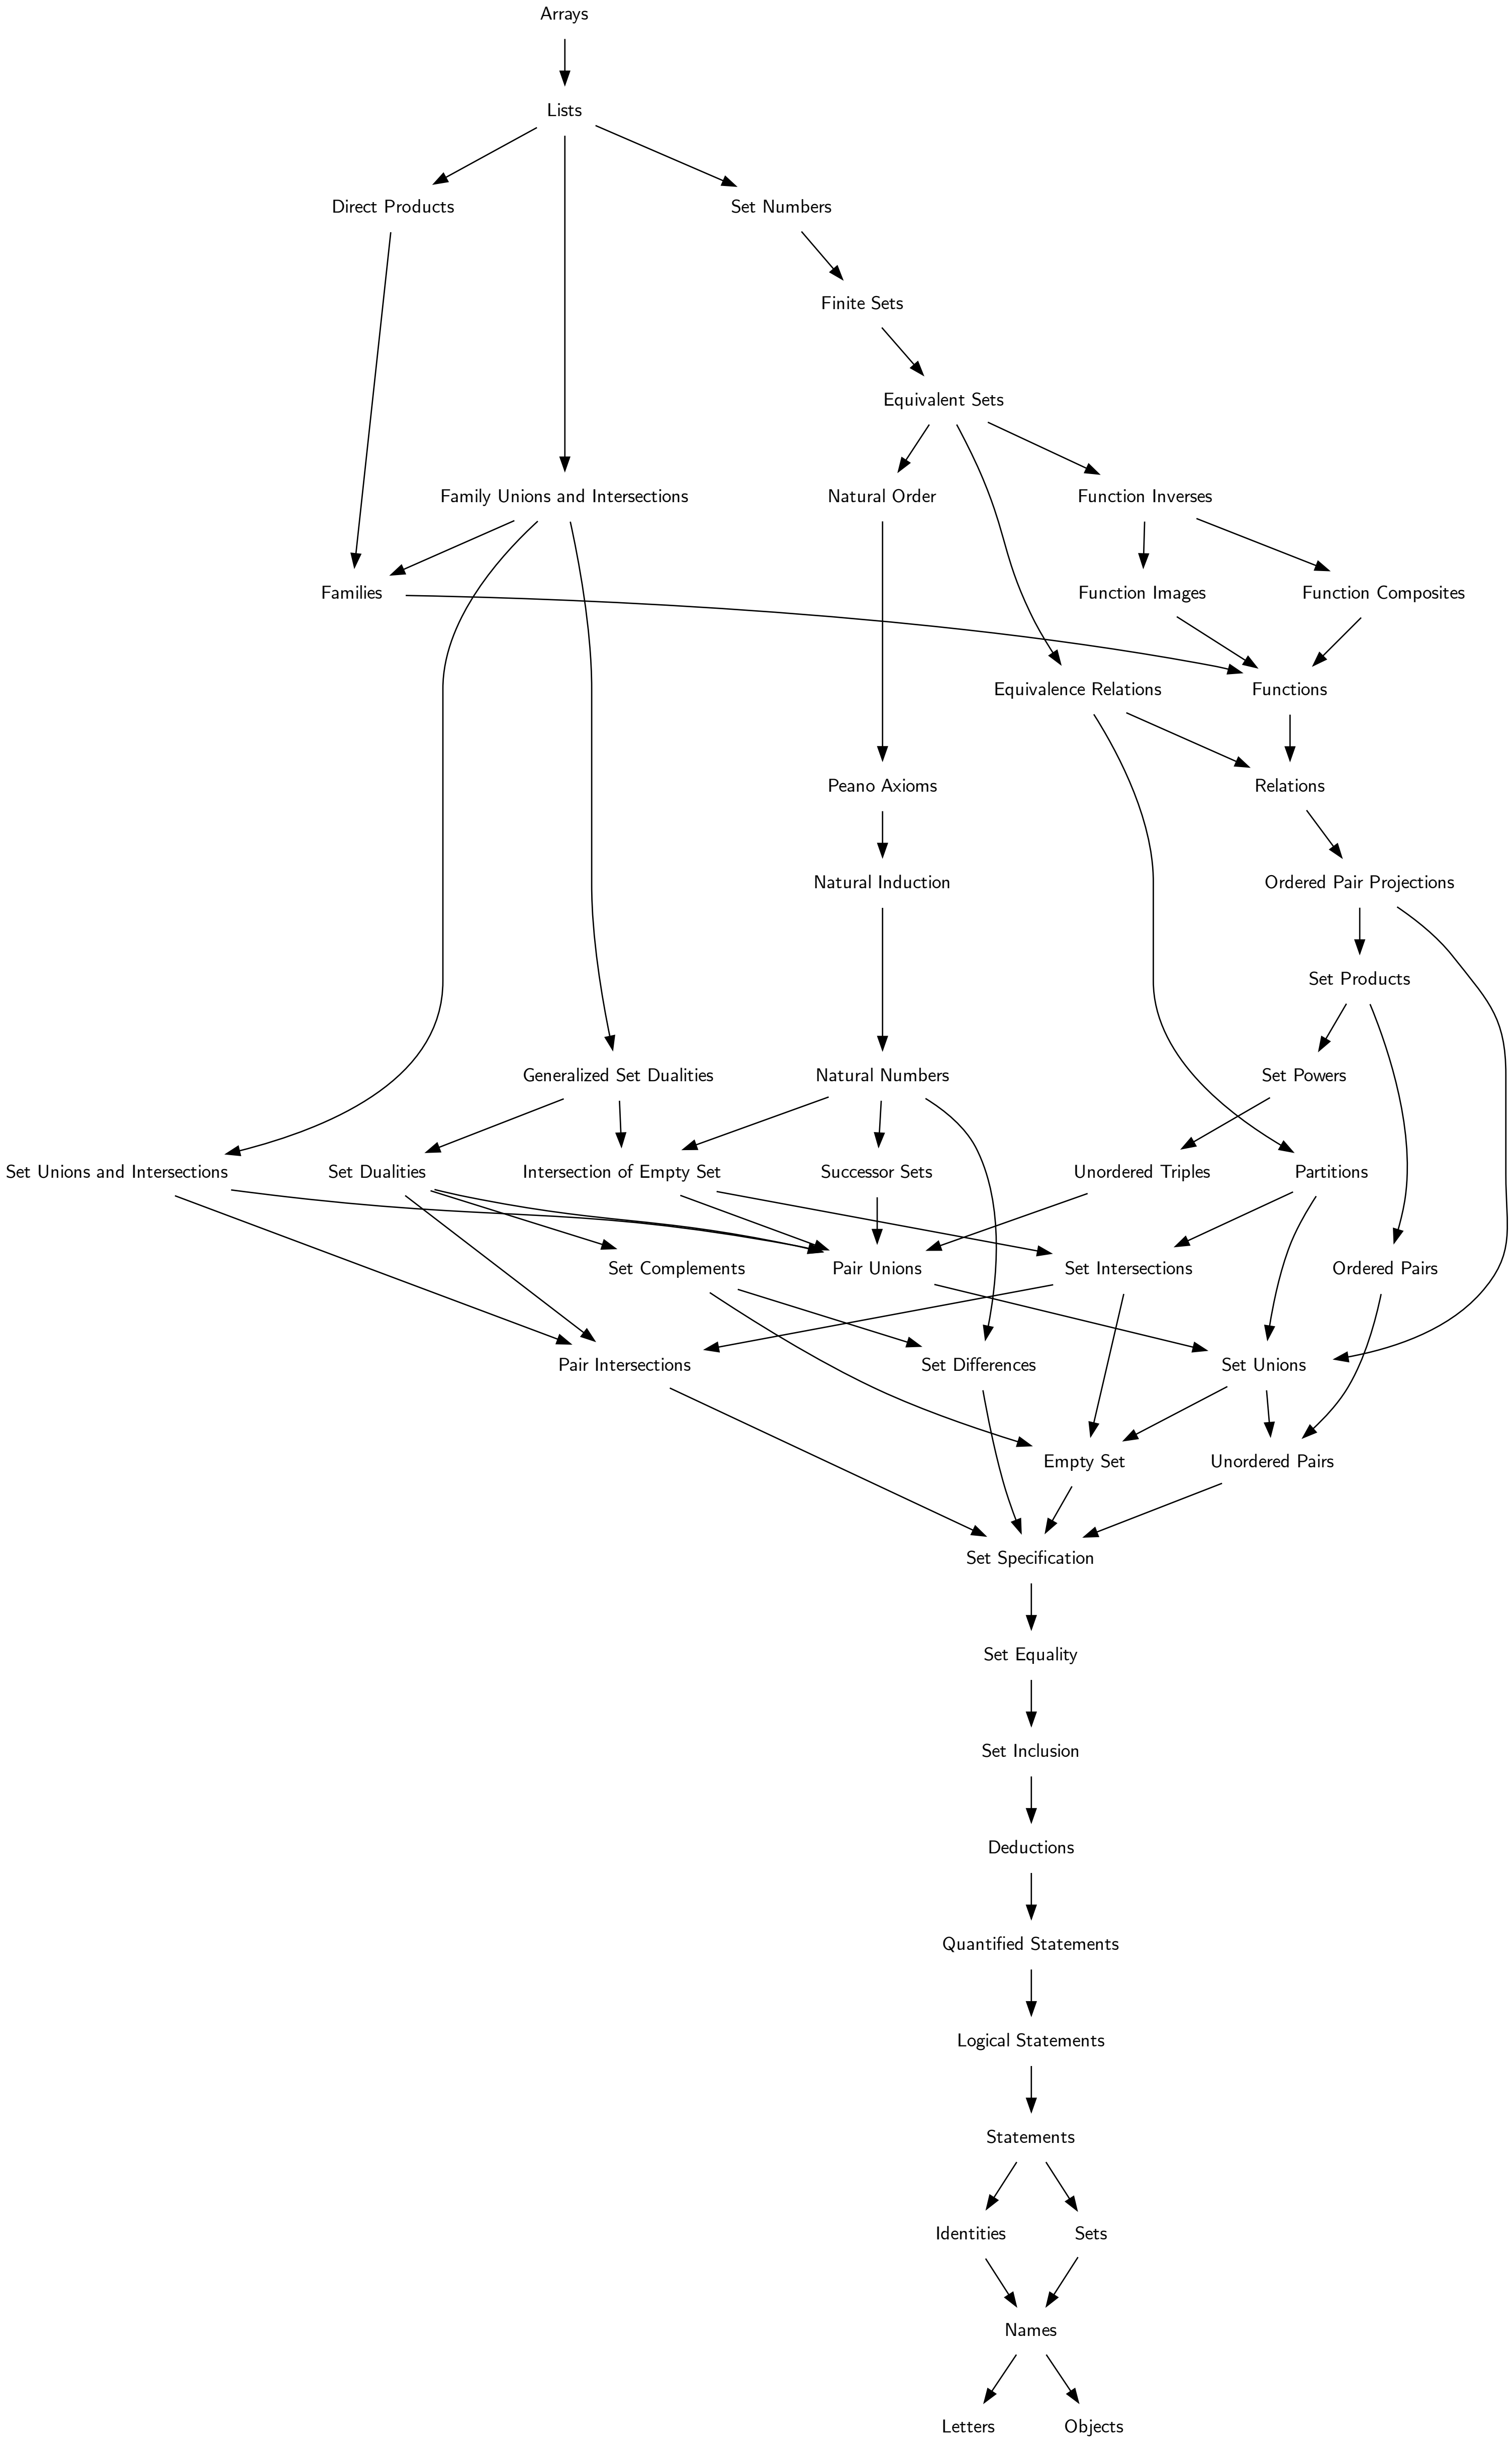 Arrays
Lists
Direct Products
Set Numbers
Finite Sets
Equivalent Sets
Family Unions and Intersections
Natural Order
Function Inverses
Families
Function Images
Function Composites
Equivalence Relations
Functions
Peano Axioms
Relations
Natural Induction
Ordered Pair Projections
Set Products
Generalized Set Dualities
Natural Numbers
Set Powers
Set Unions and Intersections
Set Dualities
Intersection of Empty Set
Successor Sets
Unordered Triples
Partitions
Set Complements
Pair Unions
Set Intersections
Ordered Pairs
Pair Intersections
Set Differences
Set Unions
Empty Set
Unordered Pairs
Set Specification
Set Equality
Set Inclusion
Deductions
Quantified Statements
Logical Statements
Statements
Identities
Sets
Names
Letters
Objects